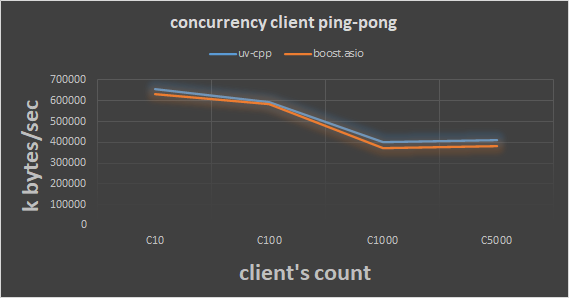 concurrency client ping-pong
uv-cpp boost.asio
k bytes/sec
700000
600000
500000
400000
300000
200000
100000
0
C10 C100 C1000 C5000
client's count